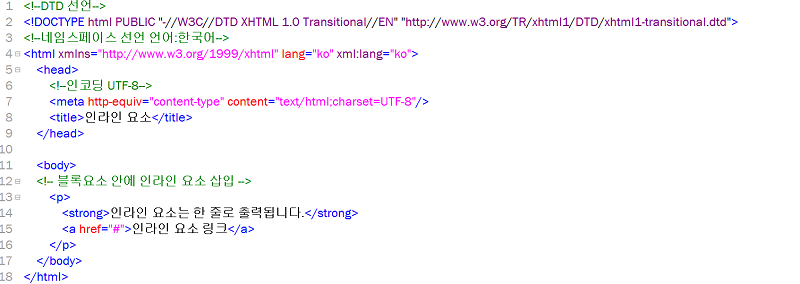 1 <!--DTD 선언-->
2 <!DOCTYPE html PUBLIC "-//W3C//DTD XHTML 1.0 Transitional//EN" "http://www.w3.org/TR/xhtml1/DTD/xhtml1-transitional.dtd">
3 <!--네임스페이스 선언 언어:한국어-->
4 <html xmlns="http://www.w3.org/1999/xhtml" lang="ko" xml:lang="ko">
5 <head>
6 <!--인코딩 UTF-8-->
7 <meta http-equiv="content-type" content="text/html;charset=UTF-8"/>
8 <title>인라인 요소</title>
9 </head>
10
11 <body>
12 <!-- 블록요소 안에 인라인 요소 삽입 -->
13 <p>
14 <strong>인라인 요소는 한 줄로 출력됩니다.</strong>
15 <a href="#">인라인 요소 링크</a>
16 </p>
17 </body>
18 </html>